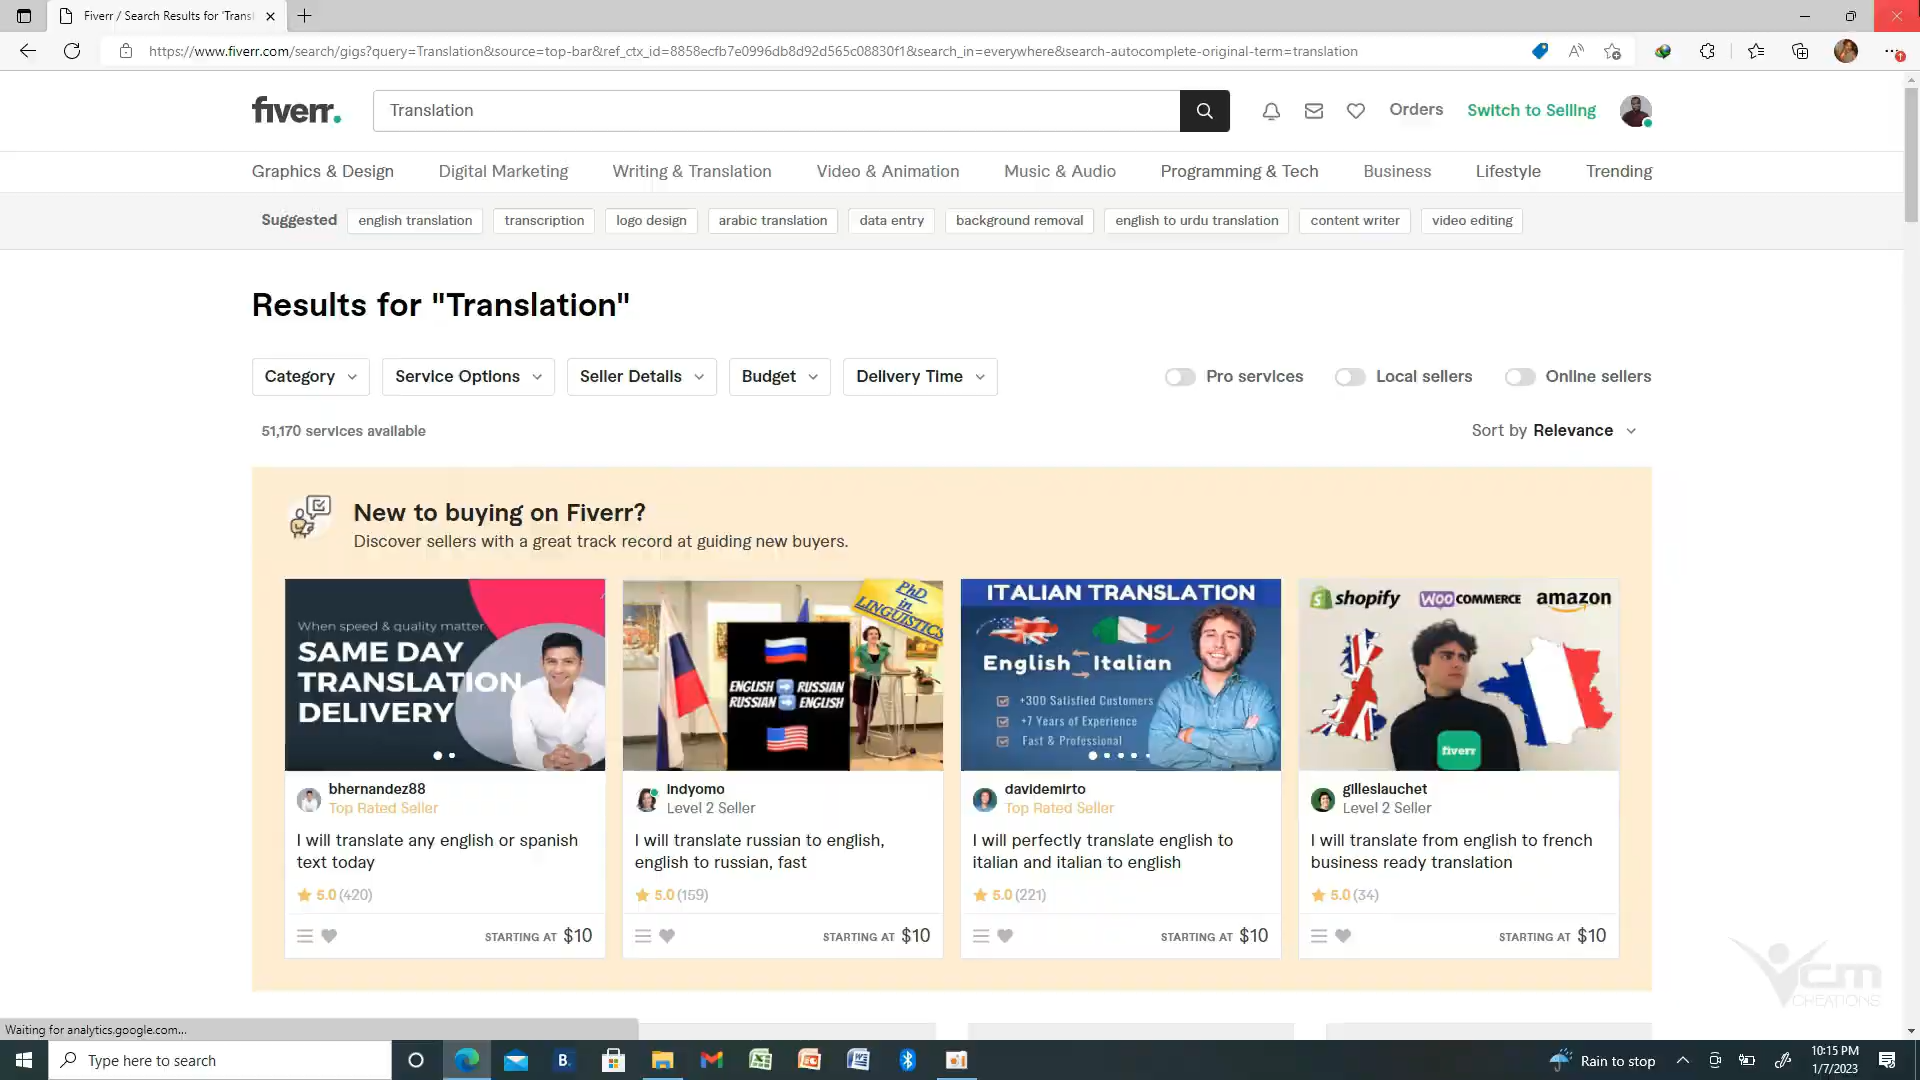 Fiverr / Search Results for 'Transl
https://www.fiverr.com/search/gigs?query=Translation&source=top-bar&ref_ctx_id=8858ecfb7e0996db8d92d565c08830f1&search_in=everywhere&search-autocomplete-original-term=translation
fiverr.
Translation
Orders
Switch to Selling
Graphics & Design
Digital Marketing
Writing & Translation
Video & Animation
Music & Audio
Programming & Tech
Business
Lifestyle
Trending
Suggested
english translation
transcription
logo design
arabic translation
data entry
background removal
english to urdu translation
content writer
video editing
Results for "Translation"
Category
Service Options
Seller Details
Budget
Delivery Time
Pro services
Local sellers
Online sellers
51,170 services available
Sort by Relevance
New to buying on Fiverr?
Discover sellers with a great track record at guiding new buyers.
When speed & quality matter
SAME DAY
TRANSLATION
DELIVERY
bhernandez88
Top Rated Seller
I will translate any english or spanish
text today
5.0 (420)
STARTING AT $10
PhD
in
LINGUISTICS
ENGLISH RUSSIAN
RUSSIAN ENGLISH
indyomo
Level 2 Seller
I will translate russian to english,
english to russian, fast
5.0 (159)
STARTING AT $10
ITALIAN TRANSLATION
English Italian
+300 Satisfied Customers
+7 Years of Experience
Fast & Professional
davidemirto
Top Rated Seller
I will perfectly translate english to
italian and italian to english
5.0 (221)
STARTING AT $10
shopify
WOO COMMERCE
amazon
fiverr
gilleslauchet
Level 2 Seller
I will translate from english to french
business ready translation
5.0 (34)
STARTING AT $10
VCM
CREATIONS
Waiting for analytics.google.com...
Type here to search
B.
Rain to stop
10:15 PM
1/7/2023